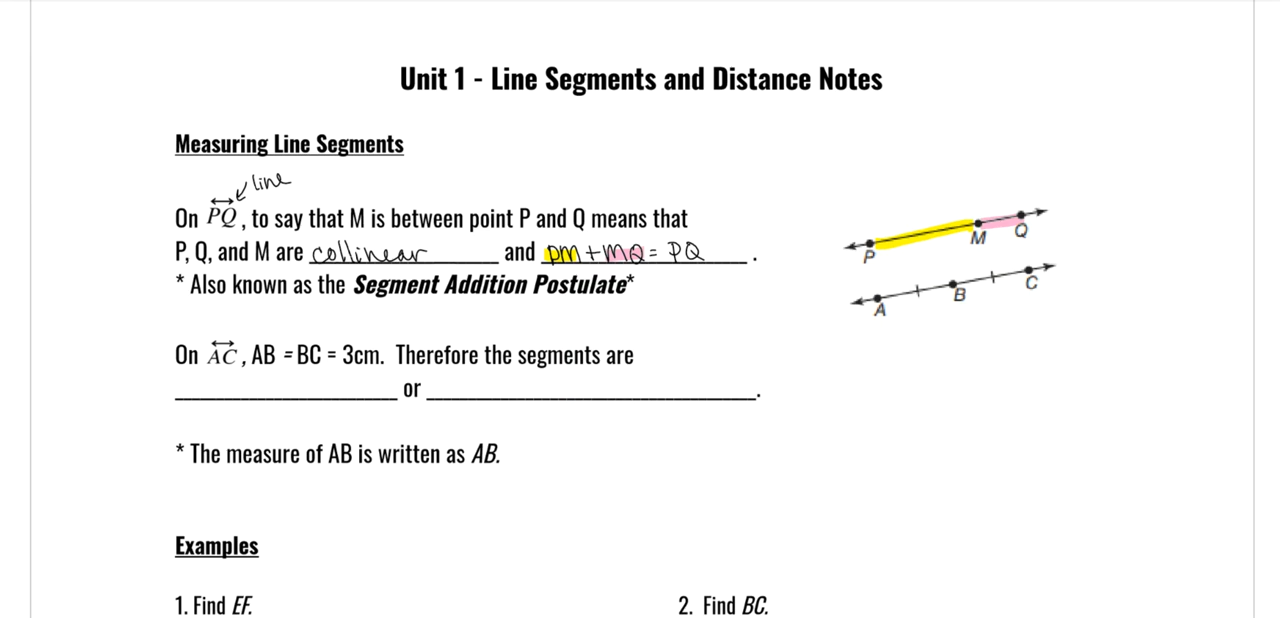 Unit 1 - Line Segments and Distance Notes
Measuring Line Segments
line
On PQ, to say that M is between point P and Q means that
P, Q, and M are collinear and PM + MQ = PQ.
* Also known as the Segment Addition Postulate*
P
M
Q
A
B
C
On AC, AB = BC = 3cm. Therefore the segments are
or .
* The measure of AB is written as AB.
Examples
1. Find EF.
2. Find BC.